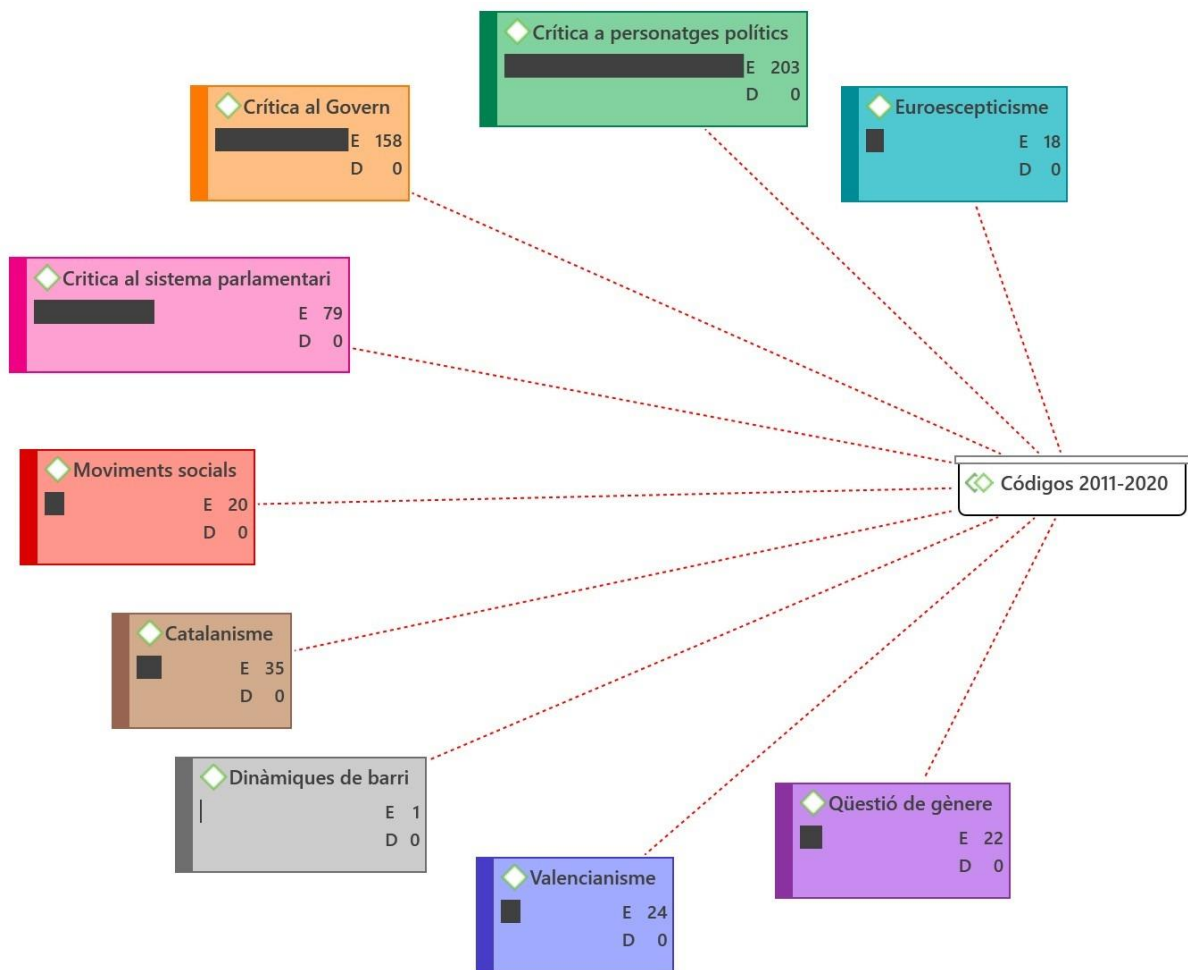 Crítica a personatges polítics
E 203
D 0
Crítica al Govern
E 158
D 0
Euroescepticisme
E 18
D 0
Critica al sistema parlamentari
E 79
D 0
Moviments socials
E 20
D 0
Códigos 2011-2020
Catalanisme
E 35
D 0
Dinàmiques de barri
E 1
D 0
Qüestió de gènere
E 22
D 0
Valencianisme
E 24
D 0